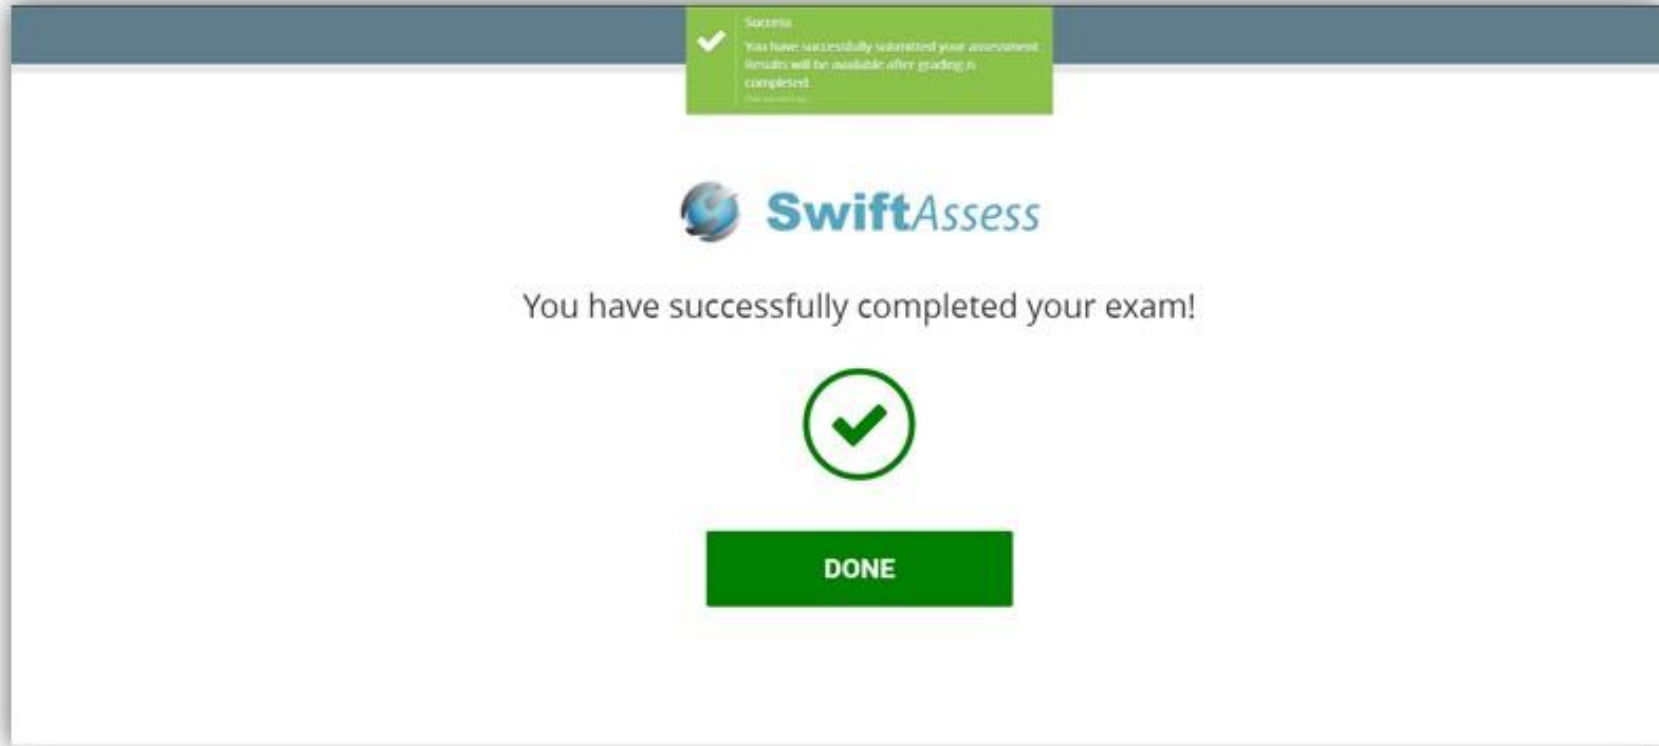 Success
You have successfully submitted your assessment
Results will be available after grading is
completed.
SwiftAssess
You have successfully completed your exam!
DONE